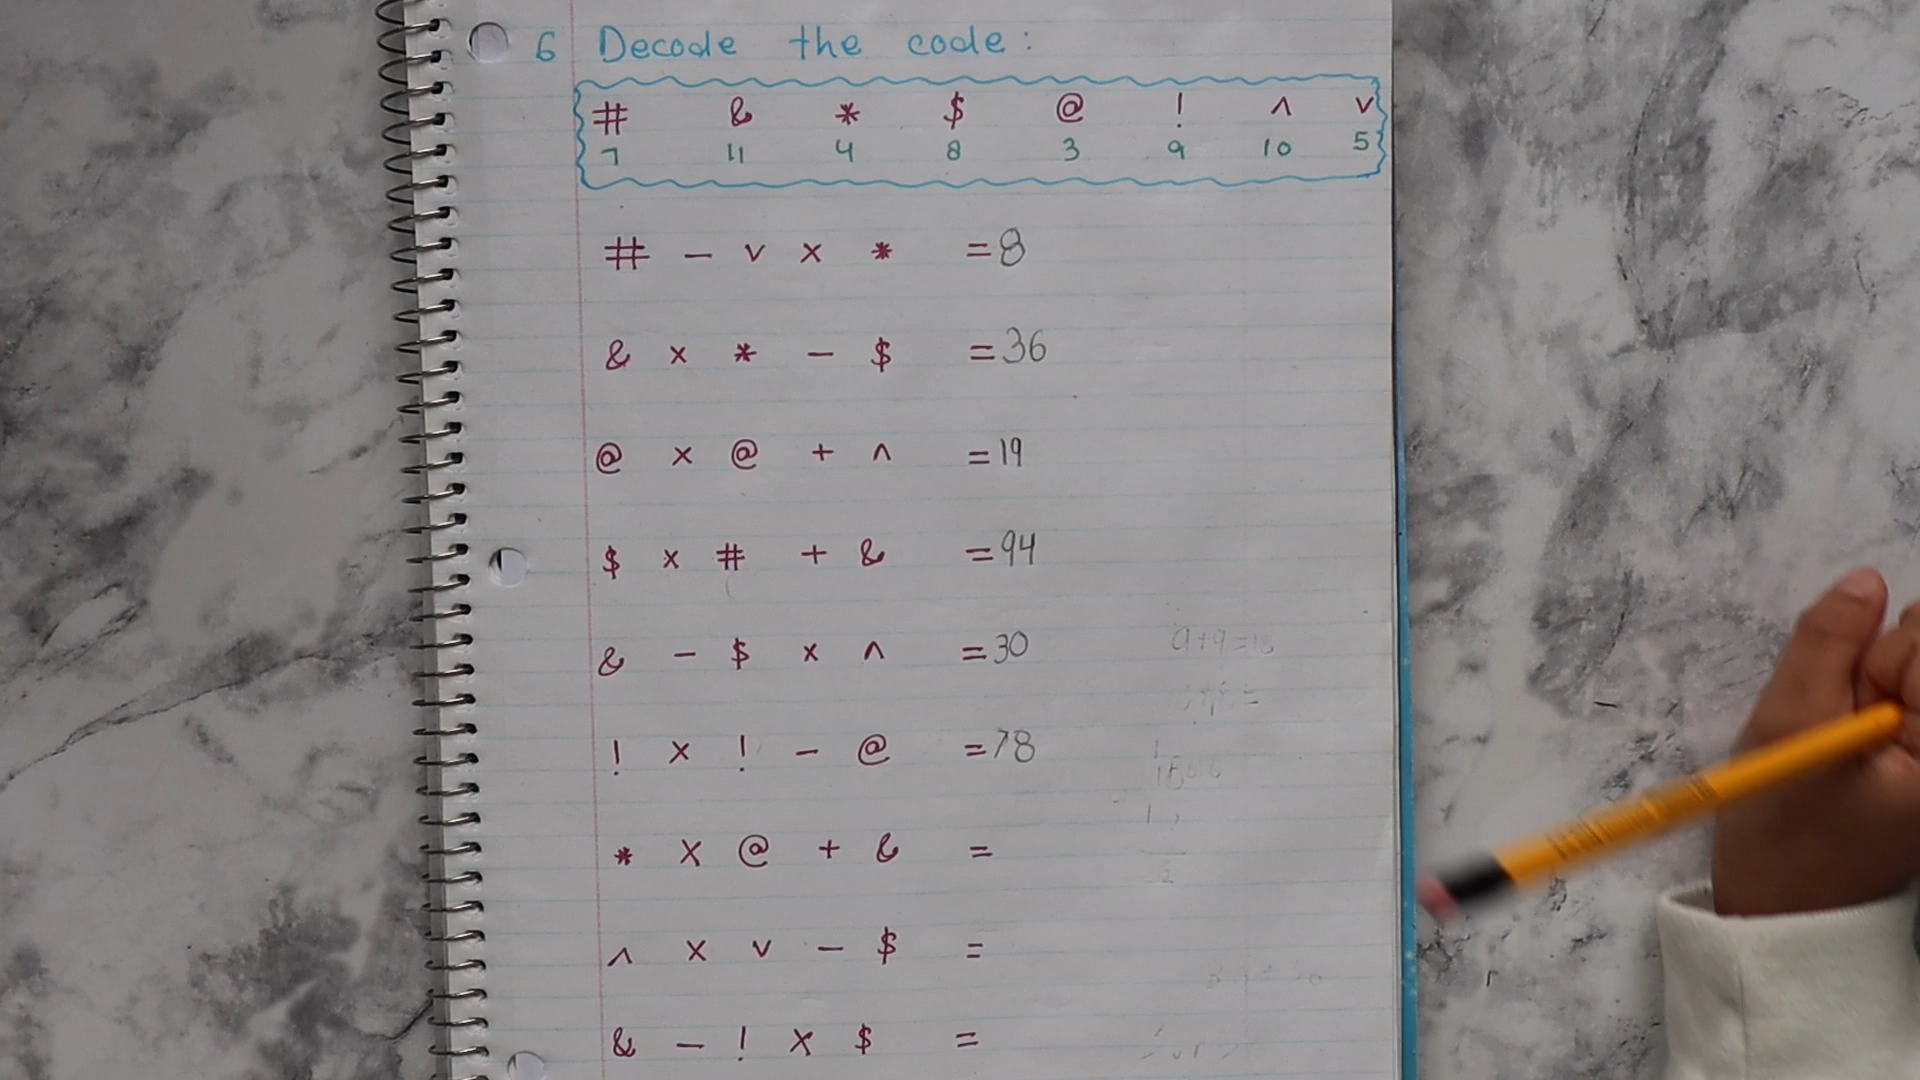 6 Decode the code:
# & * $ @ ! ^ v
7 11 4 8 3 9 10 5
# - v x * = 8
& x * - $ = 36
@ x @ + ^ = 19
$ x # + & = 94
& - $ x ^ = 30
! x ! - @ = 78
* x @ + & =
^ x v - $ =
& - ! x $ =